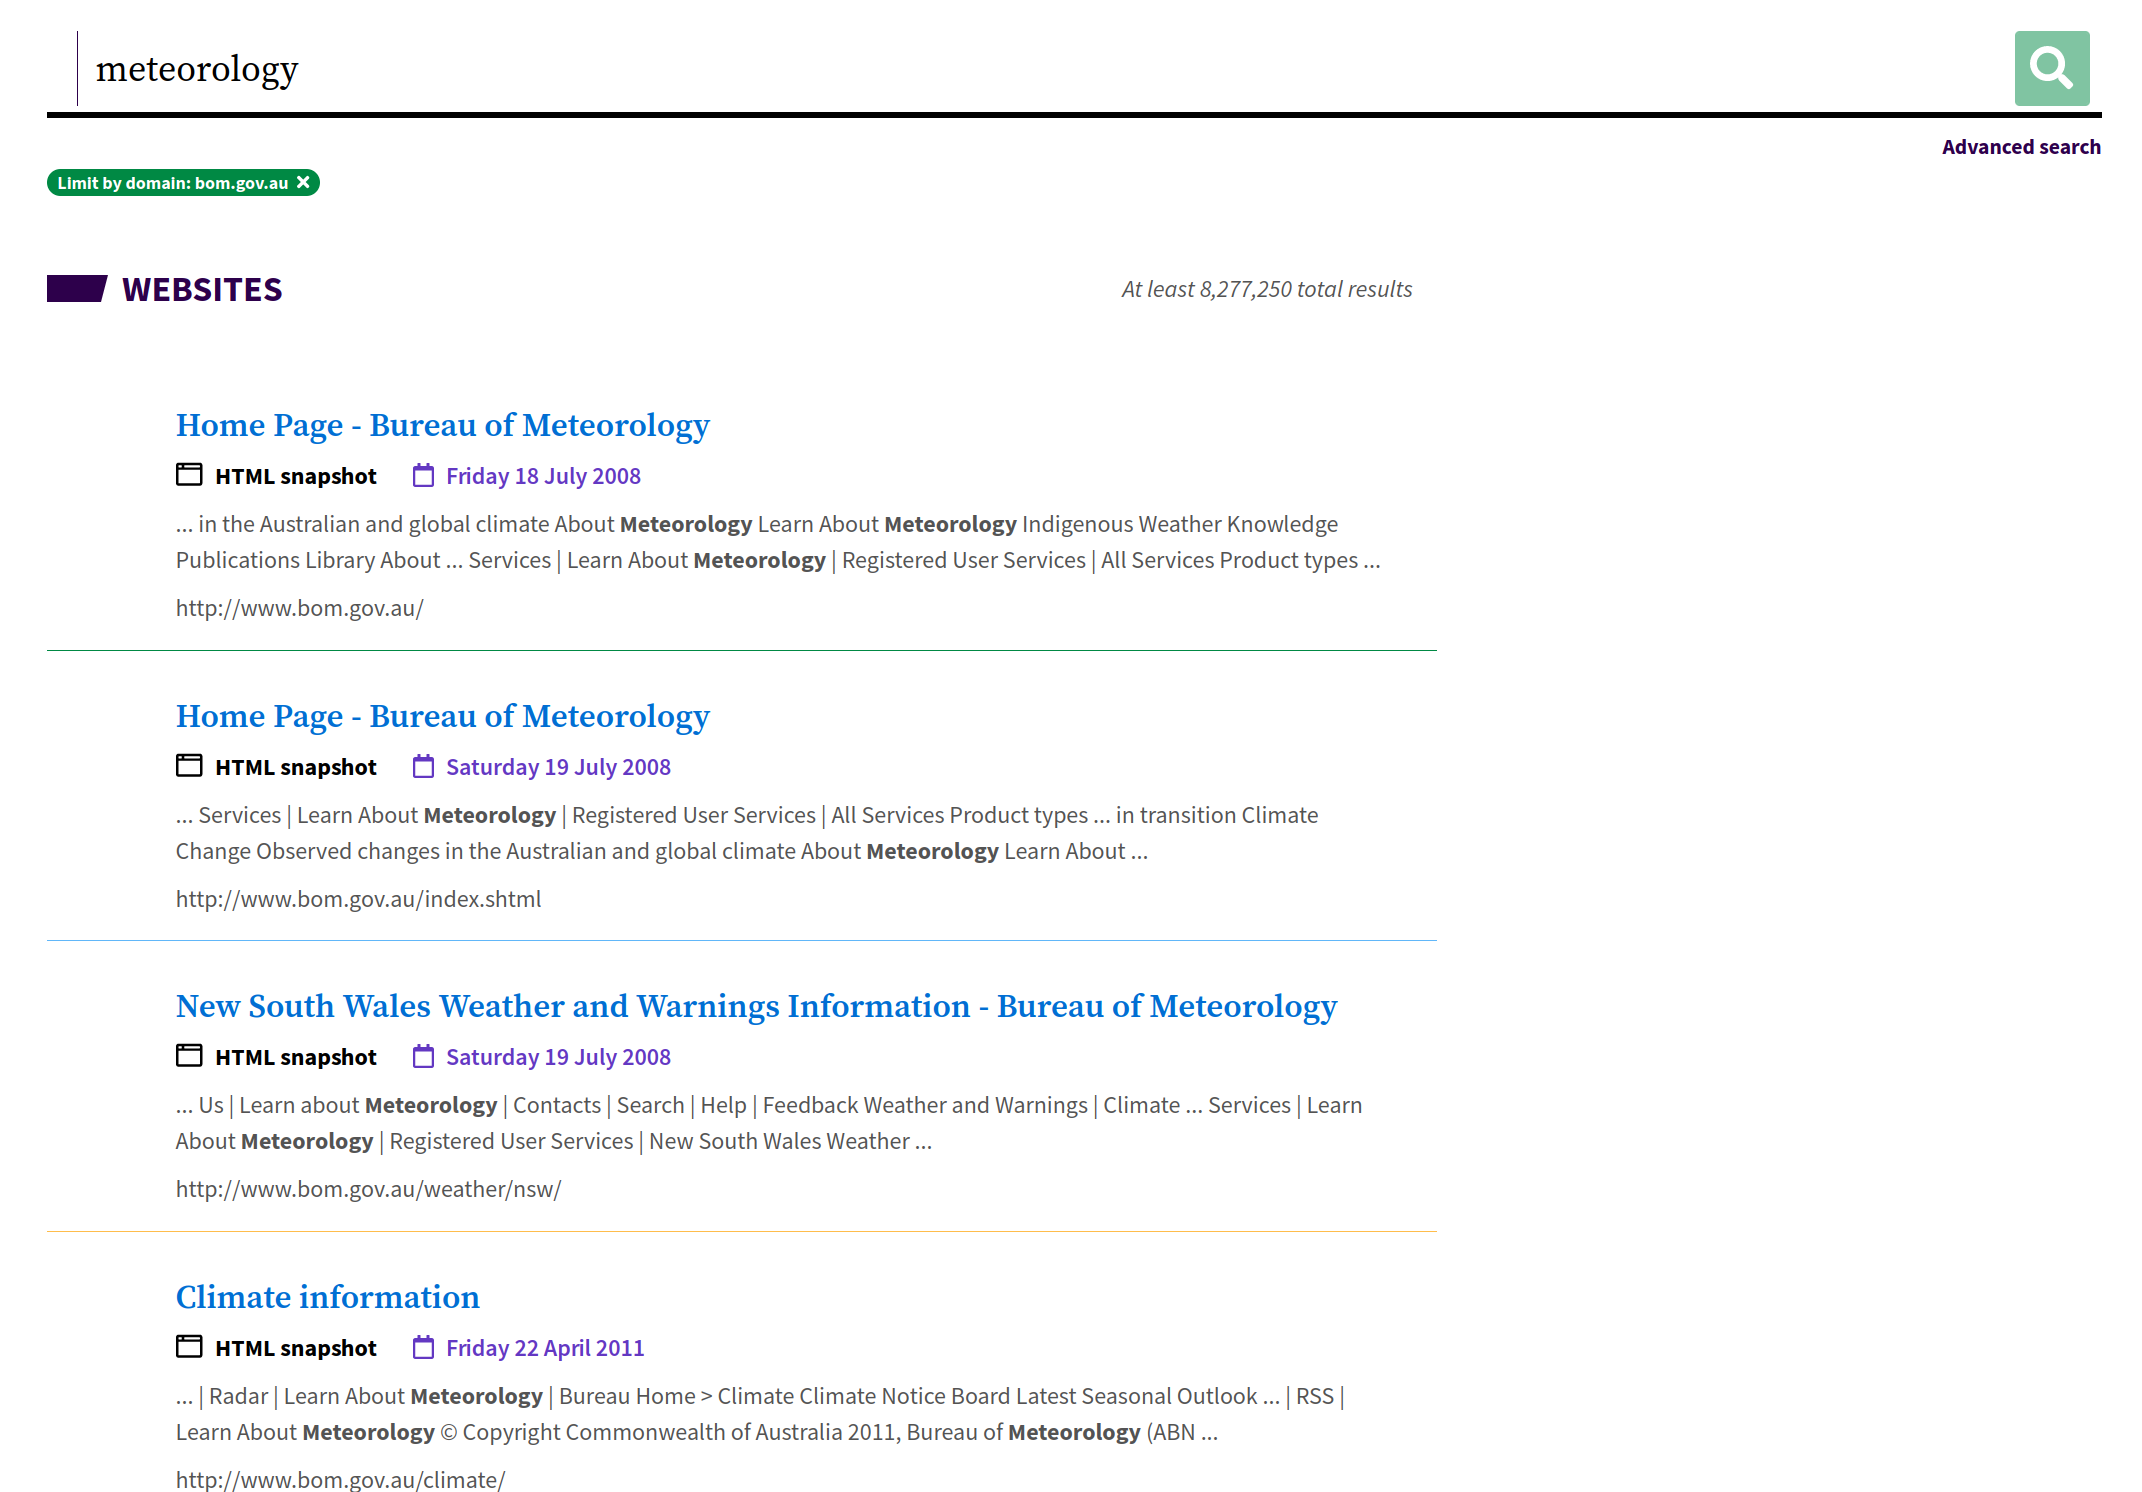 meteorology
Advanced search
Limit by domain: bom.gov.au ×
WEBSITES
At least 8,277,250 total results
Home Page - Bureau of Meteorology
HTML snapshot Friday 18 July 2008
... in the Australian and global climate About Meteorology Learn About Meteorology Indigenous Weather Knowledge
Publications Library About ... Services | Learn About Meteorology | Registered User Services | All Services Product types ...
http://www.bom.gov.au/
Home Page - Bureau of Meteorology
HTML snapshot Saturday 19 July 2008
... Services | Learn About Meteorology | Registered User Services | All Services Product types ... in transition Climate
Change Observed changes in the Australian and global climate About Meteorology Learn About ...
http://www.bom.gov.au/index.shtml
New South Wales Weather and Warnings Information - Bureau of Meteorology
HTML snapshot Saturday 19 July 2008
... Us | Learn about Meteorology | Contacts | Search | Help | Feedback Weather and Warnings | Climate ... Services | Learn
About Meteorology | Registered User Services | New South Wales Weather ...
http://www.bom.gov.au/weather/nsw/
Climate information
HTML snapshot Friday 22 April 2011
... | Radar | Learn About Meteorology | Bureau Home > Climate Climate Notice Board Latest Seasonal Outlook ... | RSS |
Learn About Meteorology © Copyright Commonwealth of Australia 2011, Bureau of Meteorology (ABN ...
http://www.bom.gov.au/climate/